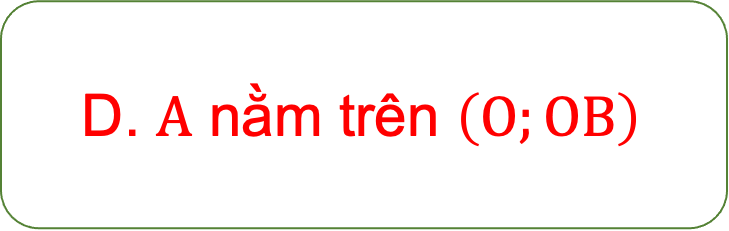 D. A nằm trên (O; OB)